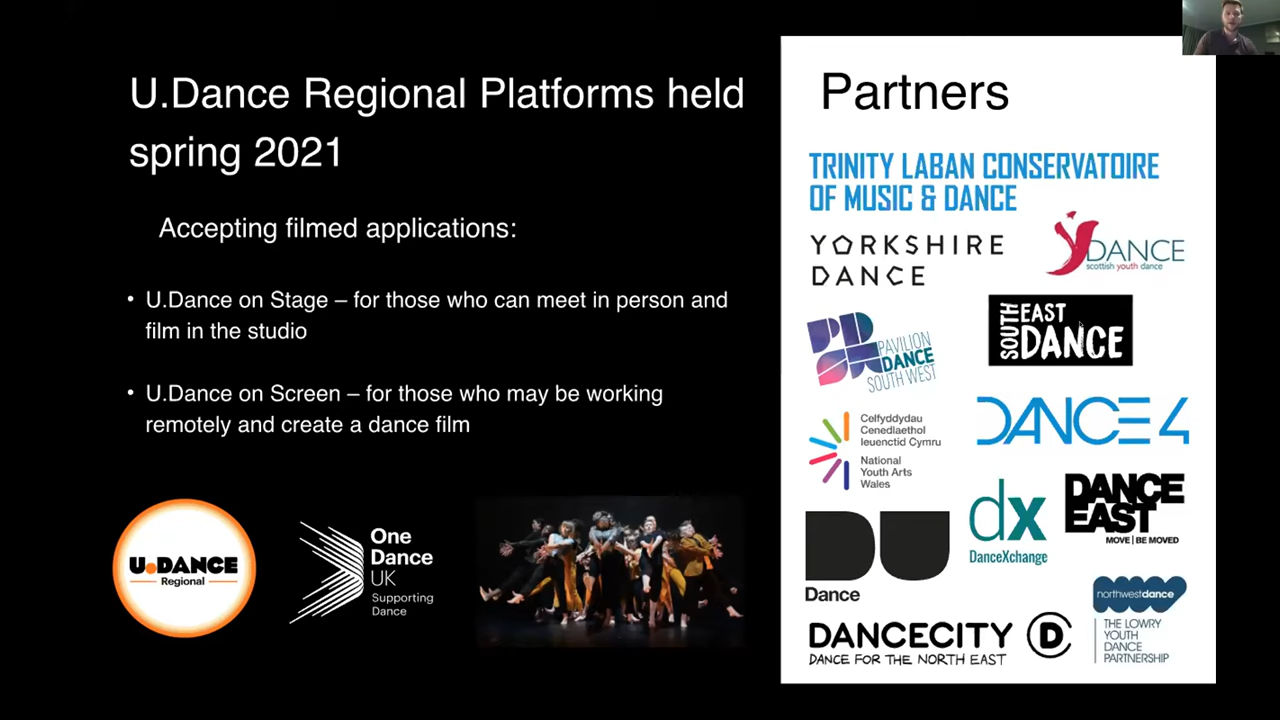 U.Dance Regional Platforms held
spring 2021
Accepting filmed applications:
• U.Dance on Stage – for those who can meet in person and
film in the studio
• U.Dance on Screen – for those who may be working
remotely and create a dance film
U.DANCE
Regional
One
Dance
UK
Supporting
Dance
Partners
TRINITY LABAN CONSERVATOIRE
OF MUSIC & DANCE
YORKSHIRE
DANCE
YDANCE
scottish youth dance
PDSW
PAVILION
DANCE
SOUTH WEST
SOUTH
EAST
DANCE
Celfyddydau
Cenedlaethol
Ieuenctid Cymru
National
Youth Arts
Wales
DANCE4
DU
Dance
dx
DanceXchange
DANCE
EAST
MOVE | BE MOVED
DANCECITY
DANCE FOR THE NORTH EAST
D
northwestdance
THE LOWRY
YOUTH
DANCE
PARTNERSHIP